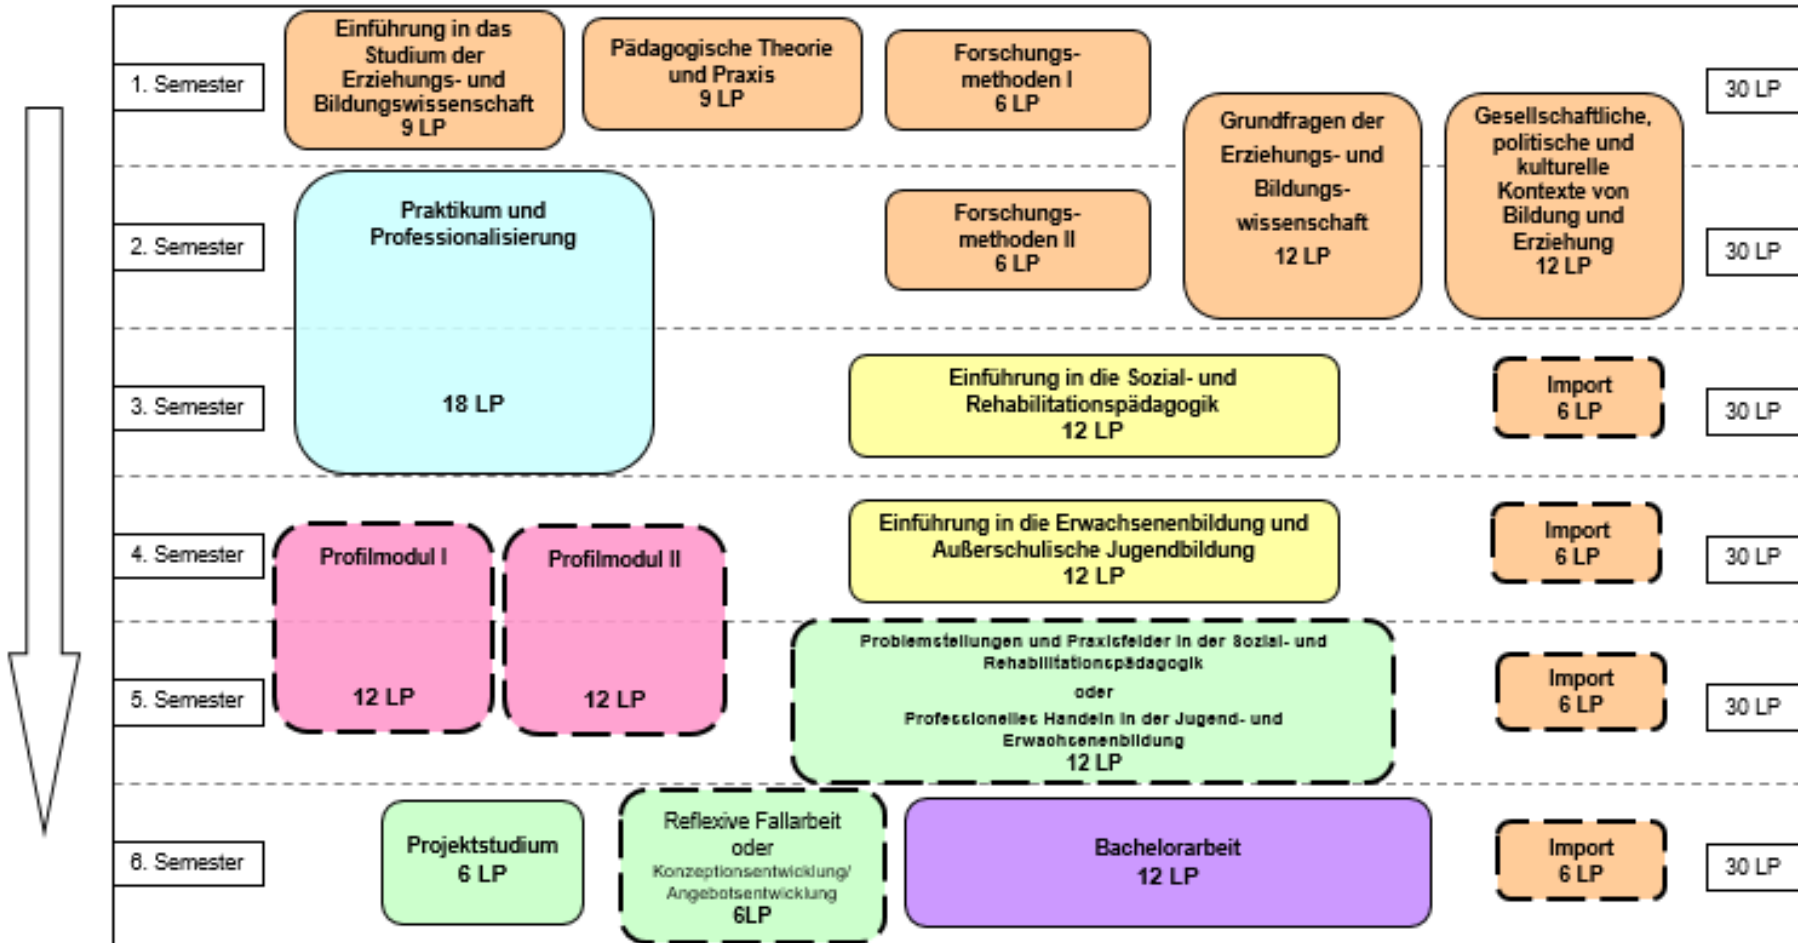 1. Semester
Einführung in das
Studium der
Erziehungs- und
Bildungswissenschaft
9 LP
Pädagogische Theorie
und Praxis
9 LP
Forschungs-
methoden I
6 LP
Grundfragen der
Erziehungs- und
Bildungs-
wissenschaft
12 LP
Gesellschaftliche,
politische und
kulturelle
Kontexte von
Bildung und
Erziehung
12 LP
30 LP
2. Semester
Praktikum und
Professionalisierung
18 LP
Forschungs-
methoden II
6 LP
30 LP
3. Semester
Einführung in die Sozial- und
Rehabilitationspädagogik
12 LP
Import
6 LP
30 LP
4. Semester
Profilmodul I
12 LP
Profilmodul II
12 LP
Einführung in die Erwachsenenbildung und
Außerschulische Jugendbildung
12 LP
Import
6 LP
30 LP
5. Semester
Problemstellungen und Praxisfelder in der Sozial- und
Rehabilitationspädagogik
oder
Professionelles Handeln in der Jugend- und
Erwachsenenbildung
12 LP
Import
6 LP
30 LP
6. Semester
Projektstudium
6 LP
Reflexive Fallarbeit
oder
Konzeptionsentwicklung/
Angebotsentwicklung
6LP
Bachelorarbeit
12 LP
Import
6 LP
30 LP